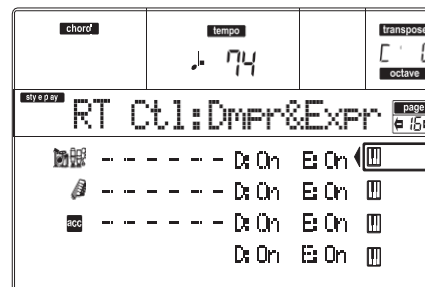 chord tempo transpose
74 C
octave
style play page
RT Ctl:Dmpr&Expr 16
D: On E: On
D: On E: On
acc D: On E: On
D: On E: On